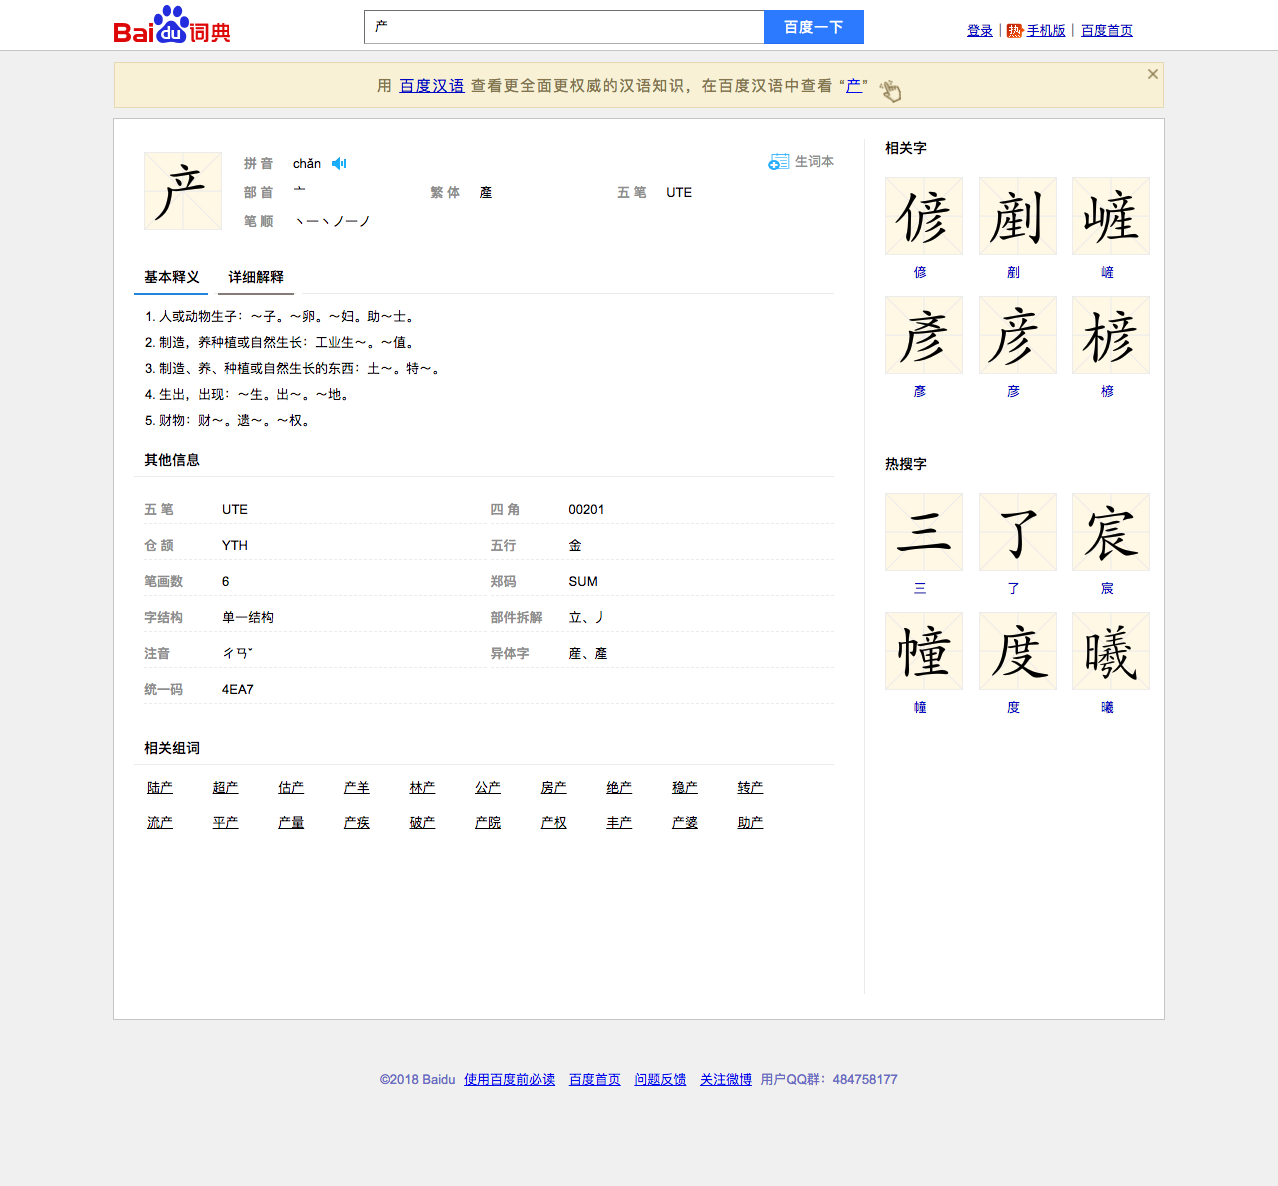 Baidu词典
产
百度一下
登录 | 热 手机版 | 百度首页
用 百度汉语 查看更全面更权威的汉语知识，在百度汉语中查看 “产”
产
拼音 chǎn
生词本
部首 亠 繁体 產 五笔 UTE
笔顺 丶一丶ノ一ノ
基本释义 详细解释
1. 人或动物生子：～子。～卵。～妇。助～士。
2. 制造，养种植或自然生长：工业生～。～值。
3. 制造、养、种植或自然生长的东西：土～。特～。
4. 生出，出现：～生。出～。～地。
5. 财物：财～。遗～。～权。
其他信息
五笔 UTE 四角 00201
仓颉 YTH 五行 金
笔画数 6 郑码 SUM
字结构 单一结构 部件拆解 立、丿
注音 ㄔㄢˇ 异体字 産、產
统一码 4EA7
相关组词
陆产 超产 估产 产羊 林产 公产 房产 绝产 稳产 转产
流产 平产 产量 产疾 破产 产院 产权 丰产 产婆 助产
相关字
偐 剷 嵼
偐 剷 嵼
彥 彦 楌
彥 彦 楌
热搜字
三 了 宸
三 了 宸
幢 度 曦
幢 度 曦
©2018 Baidu 使用百度前必读 百度首页 问题反馈 关注微博 用户QQ群：484758177